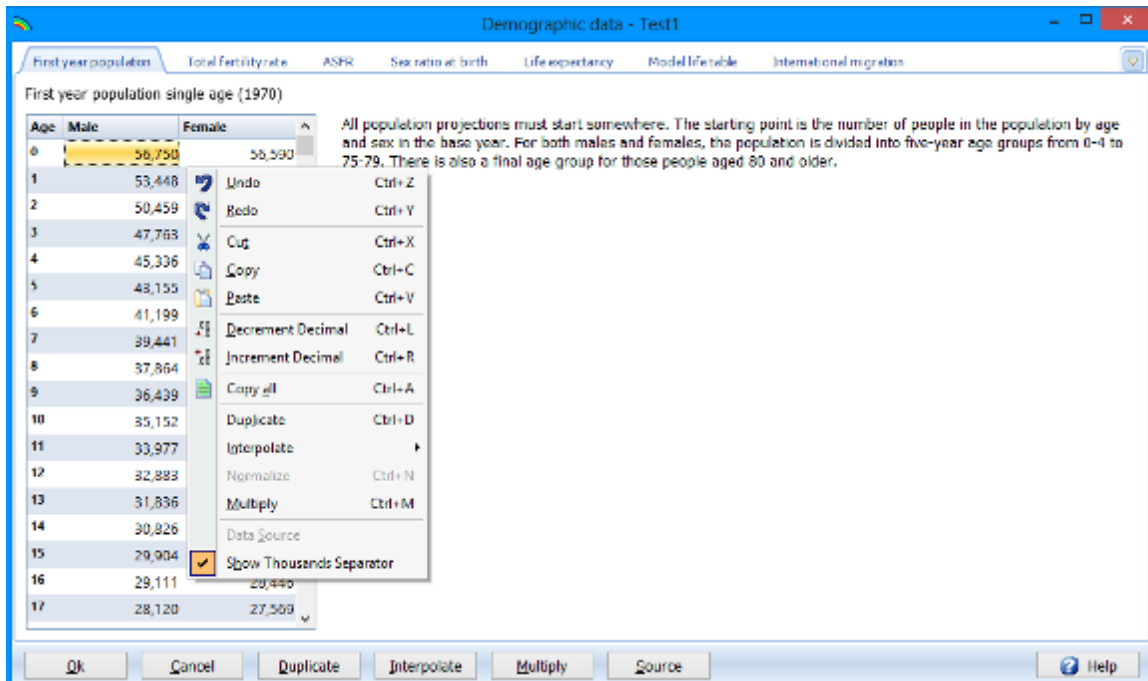 Demographic data - Test1
First year population Total fertility rate ASFR Sex ratio at birth Life expectancy Model life table International migration
First year population single age (1970)
Age Male Female
All population projections must start somewhere. The starting point is the number of people in the population by age
and sex in the base year. For both males and females, the population is divided into five-year age groups from 0-4 to
75-79. There is also a final age group for those people aged 80 and older.
0 56,750 56,590
1 53,448
2 50,459
3 47,763
4 45,336
5 43,155
6 41,199
7 39,441
8 37,864
9 36,439
10 35,152
11 33,977
12 32,883
13 31,836
14 30,826
15 29,904
16 29,111 28,446
17 28,120 27,569
Undo Ctrl+Z
Redo Ctrl+Y
Cut Ctrl+X
Copy Ctrl+C
Paste Ctrl+V
Decrement Decimal Ctrl+L
Increment Decimal Ctrl+R
Copy all Ctrl+A
Duplicate Ctrl+D
Interpolate
Normalize Ctrl+N
Multiply Ctrl+M
Data Source
Show Thousands Separator
Ok Cancel Duplicate Interpolate Multiply Source Help